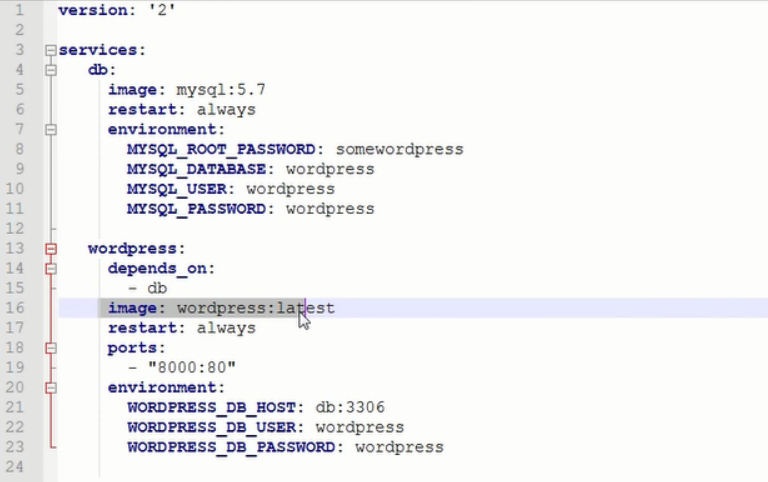 1 version: '2'
2
3 services:
4 db:
5 image: mysql:5.7
6 restart: always
7 environment:
8 MYSQL_ROOT_PASSWORD: somewordpress
9 MYSQL_DATABASE: wordpress
10 MYSQL_USER: wordpress
11 MYSQL_PASSWORD: wordpress
12
13 wordpress:
14 depends_on:
15 - db
16 image: wordpress:latest
17 restart: always
18 ports:
19 - "8000:80"
20 environment:
21 WORDPRESS_DB_HOST: db:3306
22 WORDPRESS_DB_USER: wordpress
23 WORDPRESS_DB_PASSWORD: wordpress
24